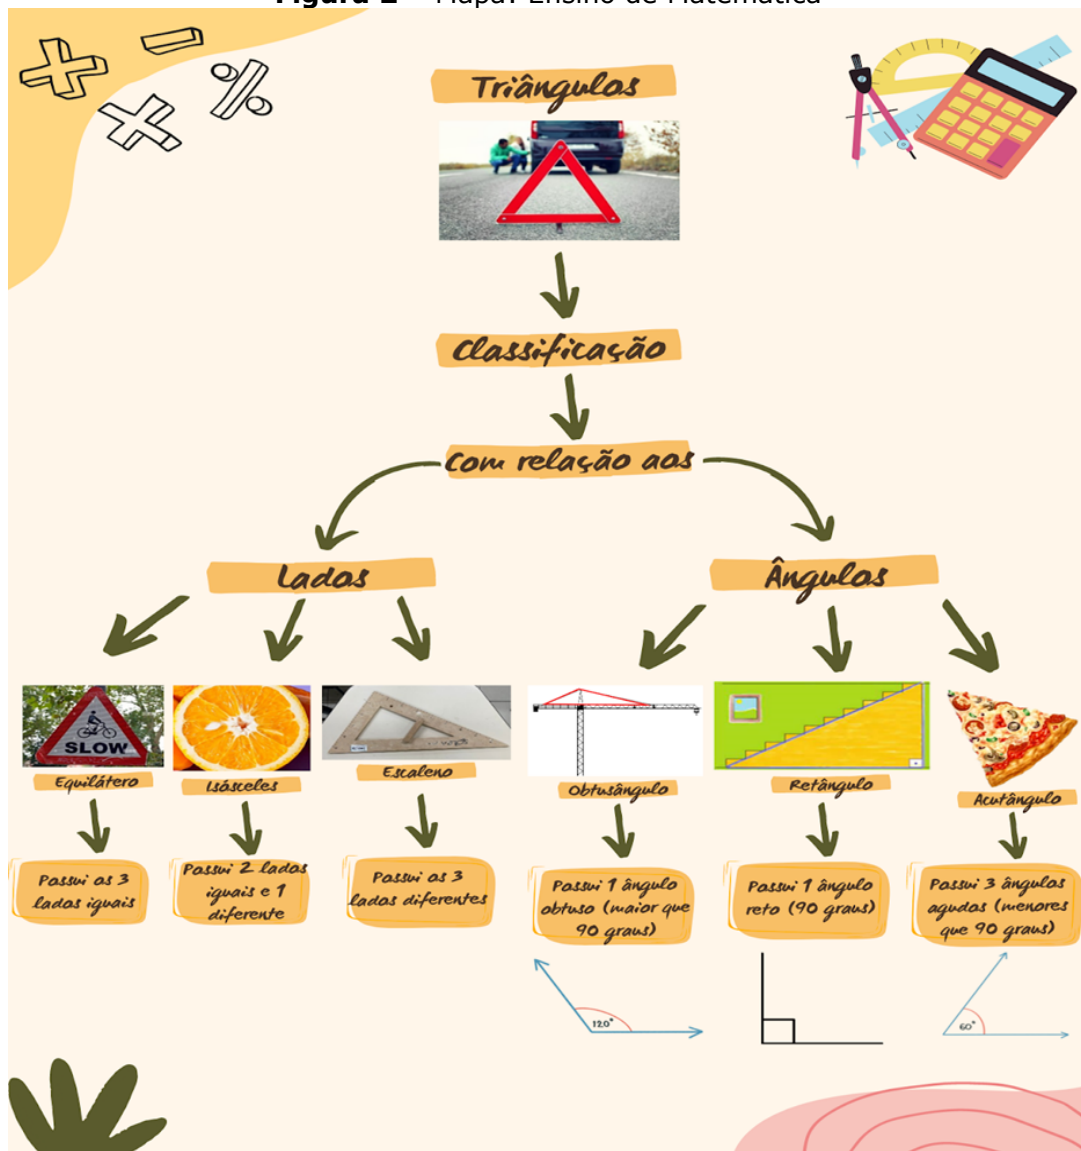 Figura 2 – Mapa: Ensino de Matemática
Triângulos
Classificação
Com relação aos
Lados
Ângulos
SLOW
Equilátero
Isósceles
Escaleno
Obtusângulo
Retângulo
Acutângulo
Possui os 3
lados iguais
Possui 2 lados
iguais e 1
diferente
Possui os 3
lados diferentes
Possui 1 ângulo
obtuso (maior que
90 graus)
Possui 1 ângulo
reto (90 graus)
Possui 3 ângulos
agudos (menores
que 90 graus)
120°
60°